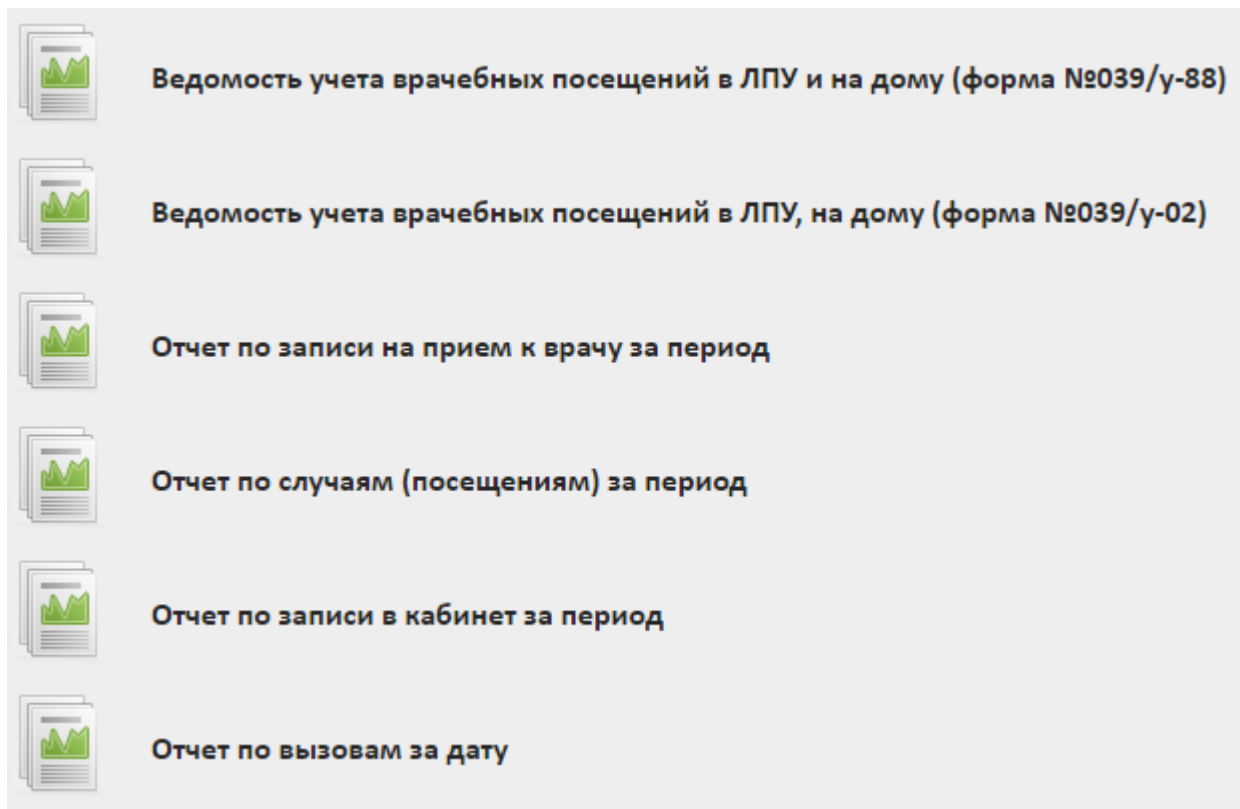 Ведомость учета врачебных посещений в ЛПУ и на дому (форма №039/у-88)
Ведомость учета врачебных посещений в ЛПУ, на дому (форма №039/у-02)
Отчет по записи на прием к врачу за период
Отчет по случаям (посещениям) за период
Отчет по записи в кабинет за период
Отчет по вызовам за дату